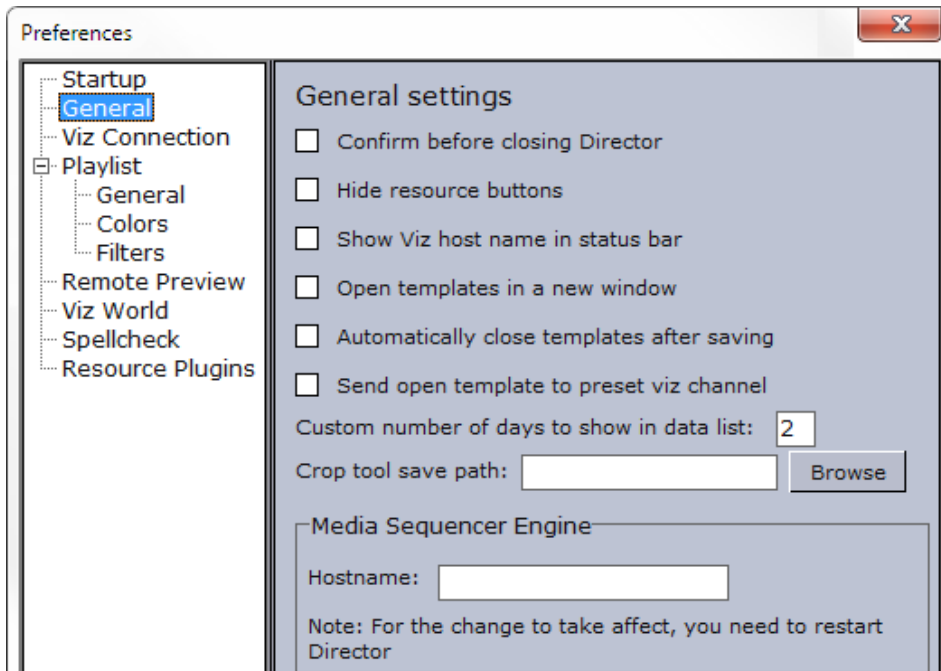 Preferences
Startup
General
Viz Connection
Playlist
General
Colors
Filters
Remote Preview
Viz World
Spellcheck
Resource Plugins
General settings
Confirm before closing Director
Hide resource buttons
Show Viz host name in status bar
Open templates in a new window
Automatically close templates after saving
Send open template to preset viz channel
Custom number of days to show in data list: 2
Crop tool save path: Browse
Media Sequencer Engine
Hostname:
Note: For the change to take affect, you need to restart
Director